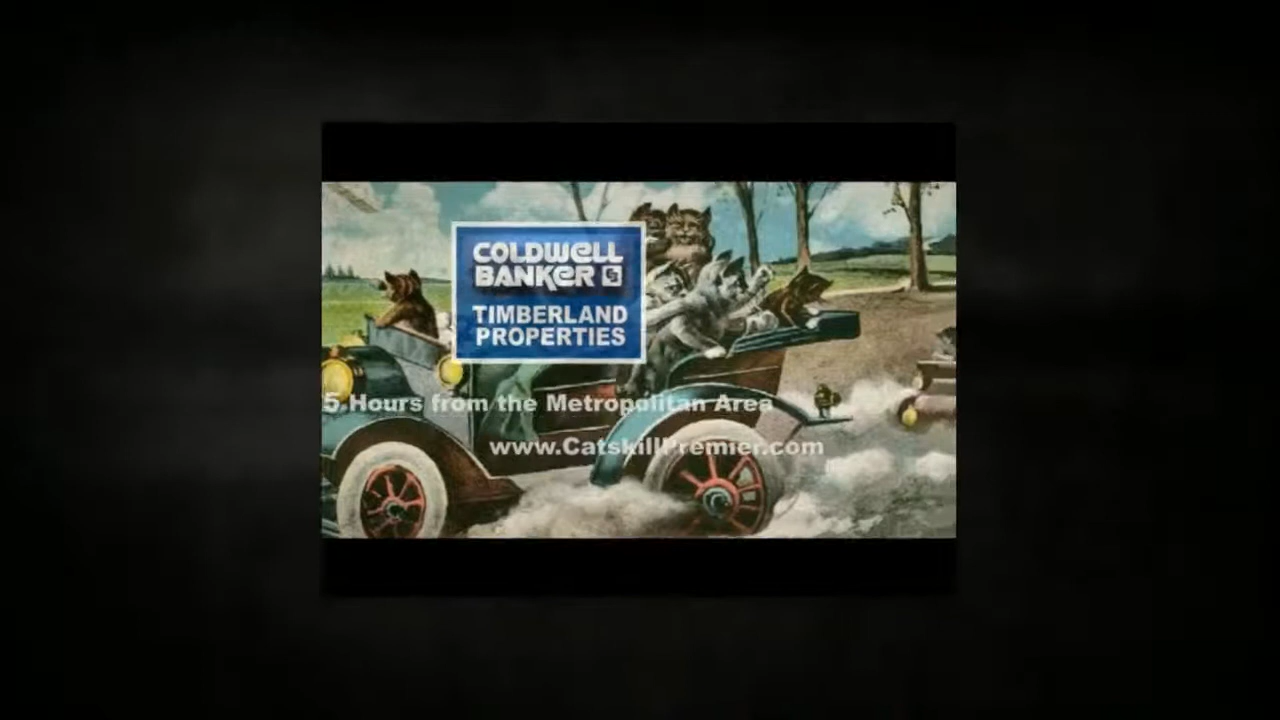 COLDWELL
BANKER
TIMBERLAND
PROPERTIES
5 Hours from the Metropolitan Area
www.CatskillPremier.com